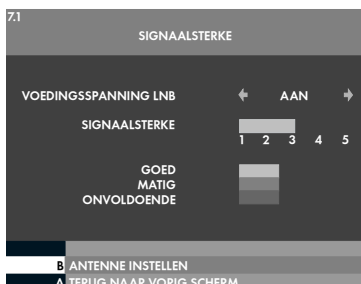 7.1
SIGNAALSTERKE
VOEDINGSSPANNING LNB AAN
SIGNAALSTERKE
1 2 3 4 5
GOED
MATIG
ONVOLDOENDE
B ANTENNE INSTELLEN
A TERUG NAAR VORIG SCHERM